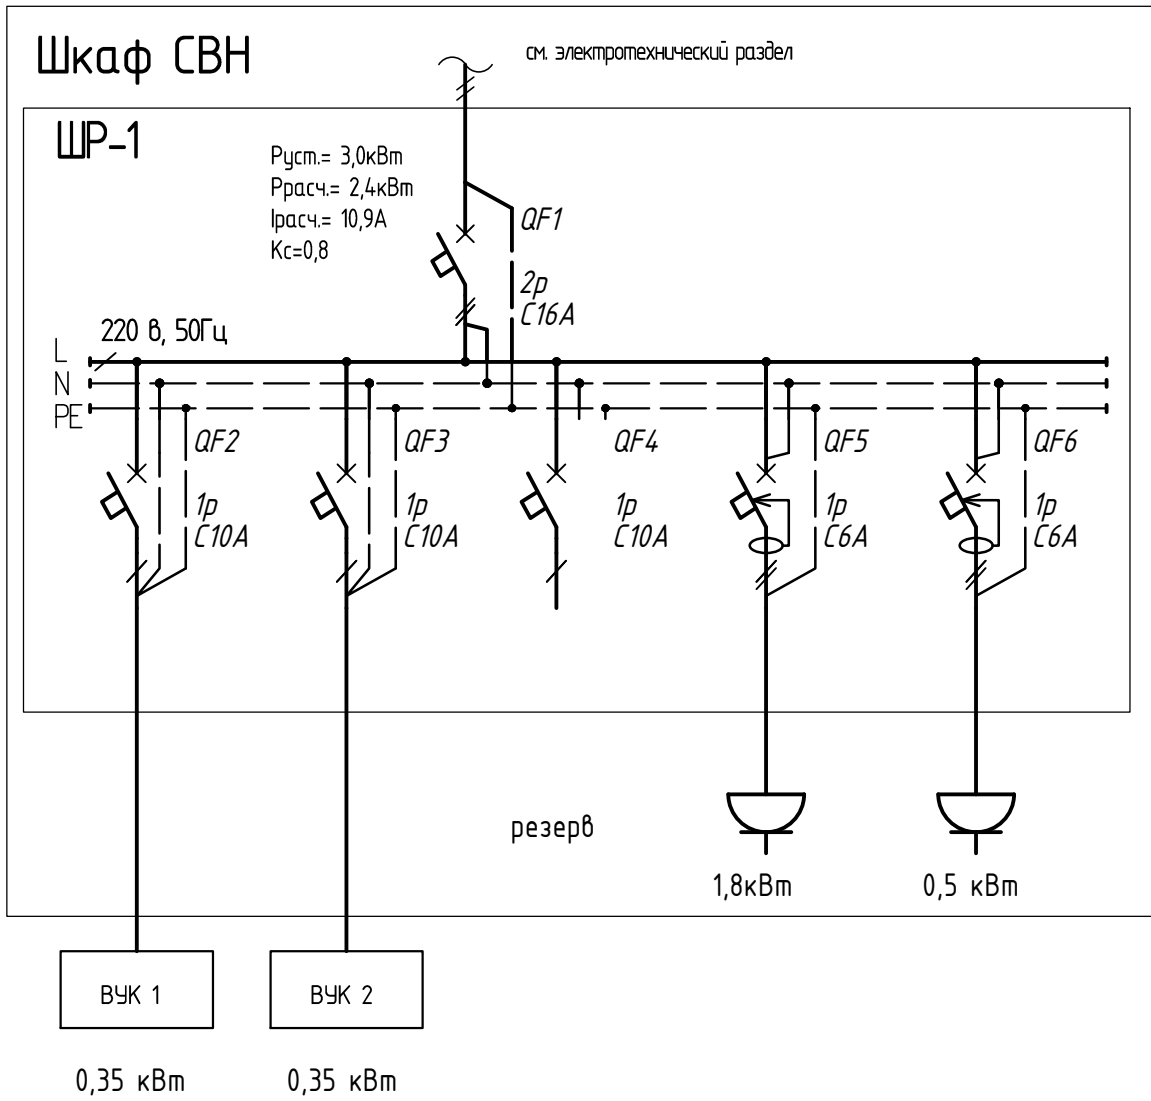 Шкаф СВН
см. электротехнический раздел
ШР-1
Руст.= 3,0кВт
Ррасч.= 2,4кВт
Iрасч.= 10,9А
Кс=0,8
QF1
2р
С16А
220 в, 50Гц
L
N
PE
QF2
QF3
QF4
QF5
QF6
1р
С10А
1р
С10А
1р
С10А
1р
С6А
1р
С6А
резерв
1,8кВт
0,5 кВт
ВУК 1
ВУК 2
0,35 кВт
0,35 кВт